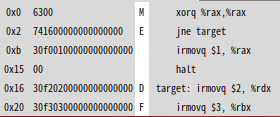 0x0 6300 M xorq %rax,%rax
0x2 74160000000000000 E jne target
0xb 30f00100000000000000 irmovq $1, %rax
0x15 00 halt
0x16 30f20200000000000000 D target: irmovq $2, %rdx
0x20 30f30300000000000000 F irmovq $3, %rbx